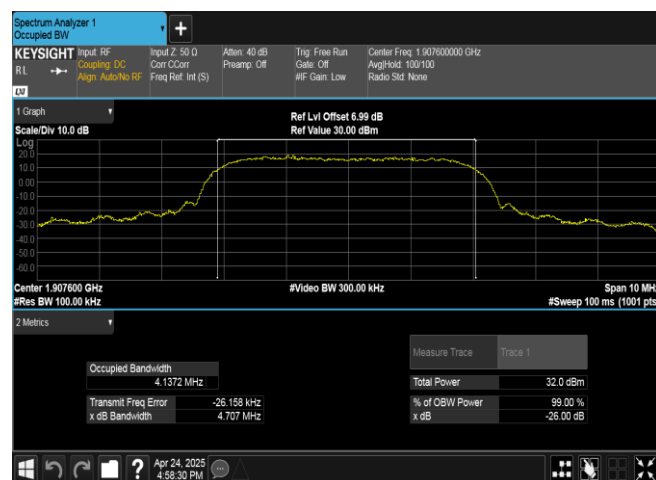 Spectrum Analyzer 1
Occupied BW
+
KEYSIGHT Input: RF Input Z: 50 Ω Atten: 40 dB Trig: Free Run Center Freq: 1.907600000 GHz
RL Coupling: DC Corr CCorr Preamp: Off Gate: Off Avg|Hold: 100/100
Align: Auto/No RF Freq Ref: Int (S) #IF Gain: Low Radio Std: None
LXI
1 Graph
Ref Lvl Offset 6.99 dB
Scale/Div 10.0 dB Ref Value 30.00 dBm
Log
20.0
10.0
0.00
-10.0
-20.0
-30.0
-40.0
-50.0
-60.0
Center 1.907600 GHz #Video BW 300.00 kHz Span 10 MHz
#Res BW 100.00 kHz #Sweep 100 ms (1001 pts
2 Metrics
Measure Trace Trace 1
Occupied Bandwidth
4.1372 MHz
Total Power 32.0 dBm
Transmit Freq Error -26.158 kHz % of OBW Power 99.00 %
x dB Bandwidth 4.707 MHz x dB -26.00 dB
?
Apr 24, 2025
4:58:30 PM